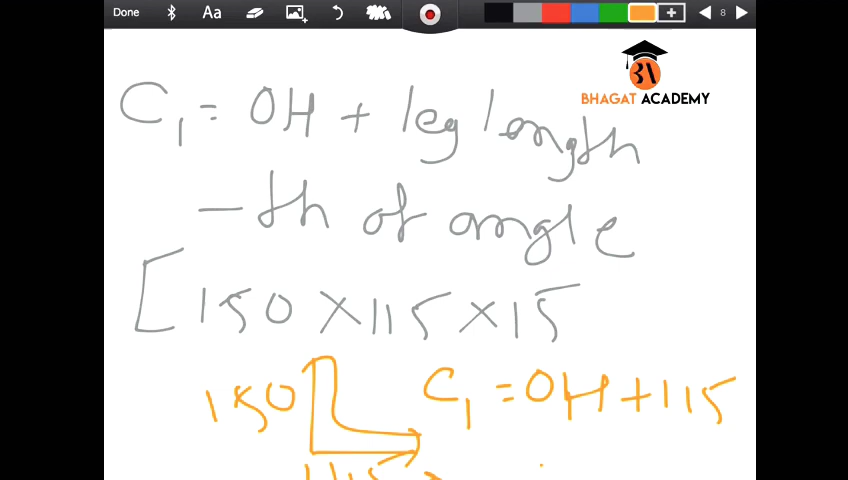 Done
Aa
8
BHAGAT ACADEMY
C1 = OH + leg length
- th of angle
[150 × 115 × 15
150
C1 = OH + 115
115